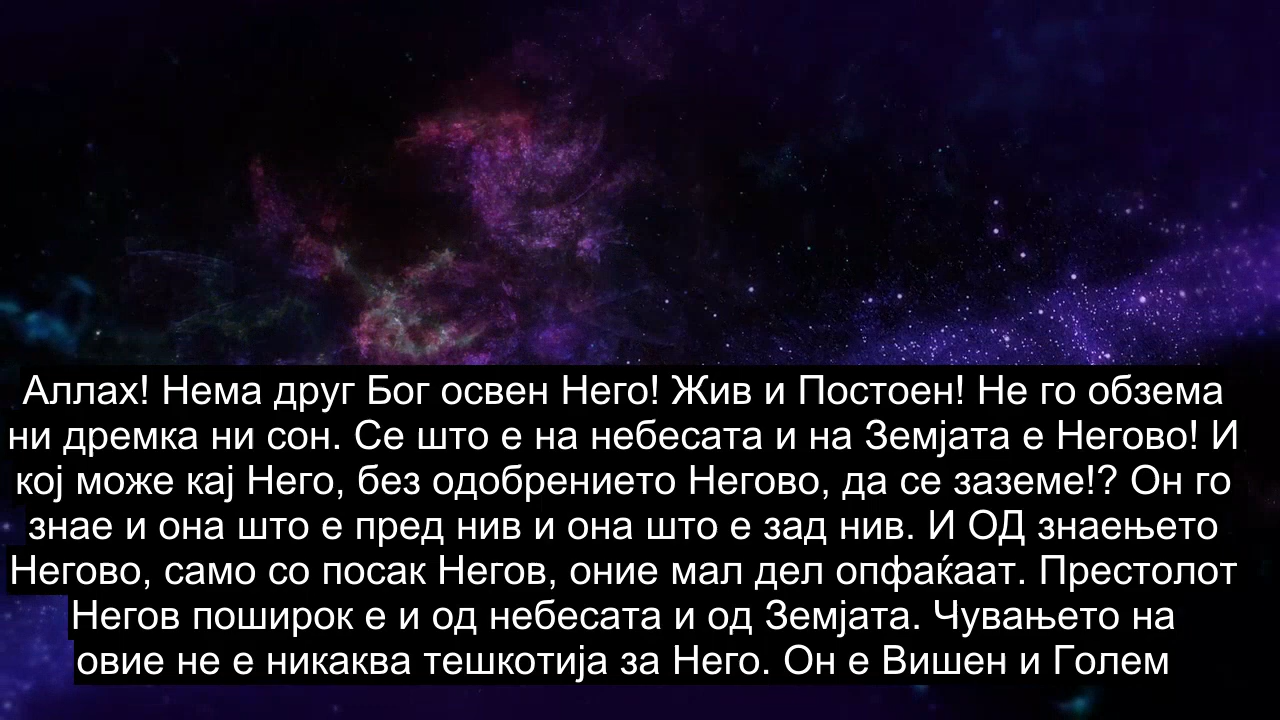 Аллах! Нема друг Бог освен Него! Жив и Постоен! Не го обзема
ни дремка ни сон. Се што е на небесата и на Земјата е Негово! И
кој може кај Него, без одобрението Негово, да се заземе!? Он го
знае и она што е пред нив и она што е зад нив. И ОД знаењето
Негово, само со посак Негов, оние мал дел опфаќаат. Престолот
Негов поширок е и од небесата и од Земјата. Чувањето на
овие не е никаква тешкотија за Него. Он е Вишен и Голем